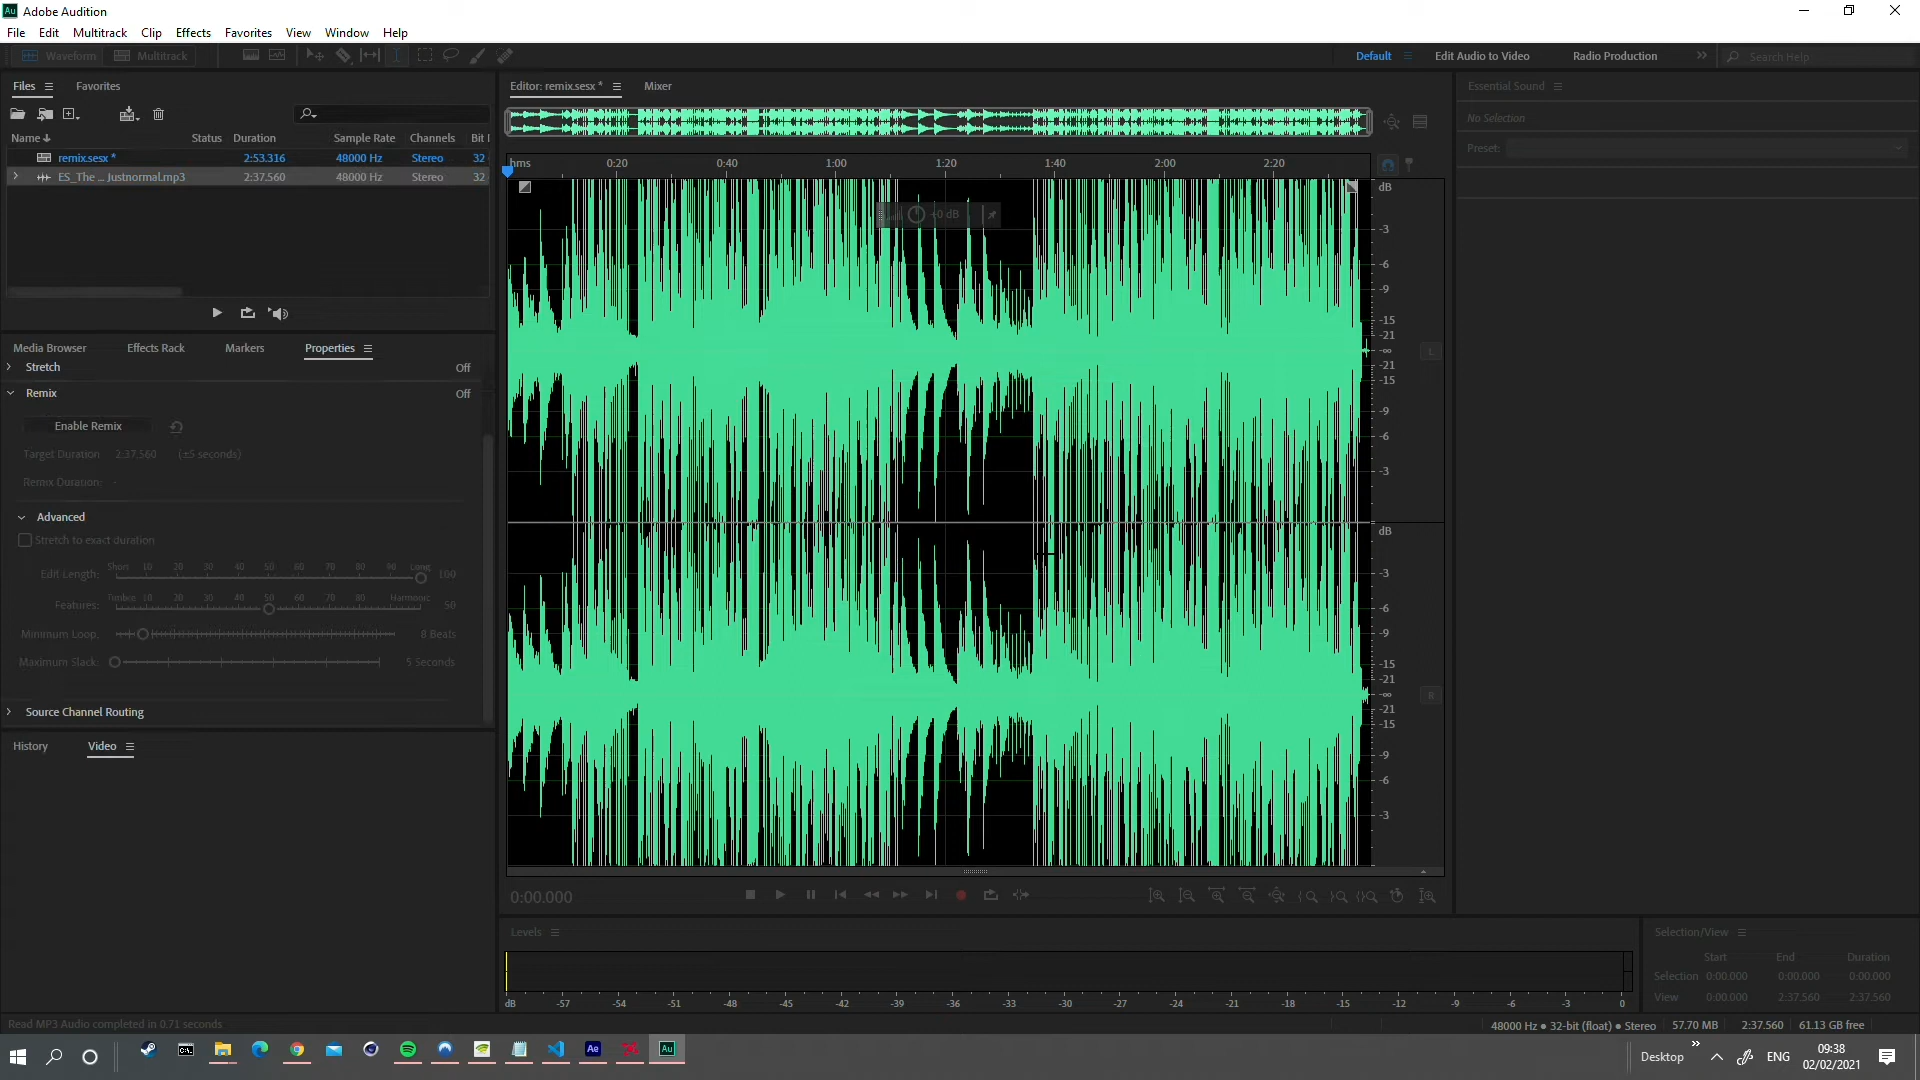 Au Adobe Audition
File Edit Multitrack Clip Effects Favorites View Window Help
Waveform Multitrack Default Edit Audio to Video Radio Production Search Help
Files Favorites
Name Status Duration Sample Rate Channels Bit
remix.sesx * 2:53.316 48000 Hz Stereo 32
ES_The ... Justnormal.mp3 2:37.560 48000 Hz Stereo 32
Media Browser Effects Rack Markers Properties
Stretch Off
Remix Off
Enable Remix
Target Duration 2:37.560 (±5 seconds)
Remix Duration: -
Advanced
Stretch to exact duration
Short 10 20 30 40 50 60 70 80 90 Long
Edit Length: 100
Timbre 10 20 30 40 50 60 70 80 Harmonic
Features: 50
Minimum Loop: 8 Beats
Maximum Slack: 5 Seconds
Source Channel Routing
History Video
Editor: remix.sesx * Mixer
hms 0:20 0:40 1:00 1:20 1:40 2:00 2:20
+0 dB
dB
-3
-6
-9
-15
-21
-∞
-21
-15
-9
-6
-3
L
dB
-3
-6
-9
-15
-21
-∞
-21
-15
-9
-6
-3
R
0:00.000
Levels
dB -57 -54 -51 -48 -45 -42 -39 -36 -33 -30 -27 -24 -21 -18 -15 -12 -9 -6 -3 0
Essential Sound
No Selection
Preset:
Selection/View
Start End Duration
Selection 0:00.000 0:00.000 0:00.000
View 0:00.000 2:37.560 2:37.560
Read MP3 Audio completed in 0.71 seconds
48000 Hz ● 32-bit (float) ● Stereo 57.70 MB 2:37.560 61.13 GB free
Ae Au
Desktop ENG 09:38
02/02/2021